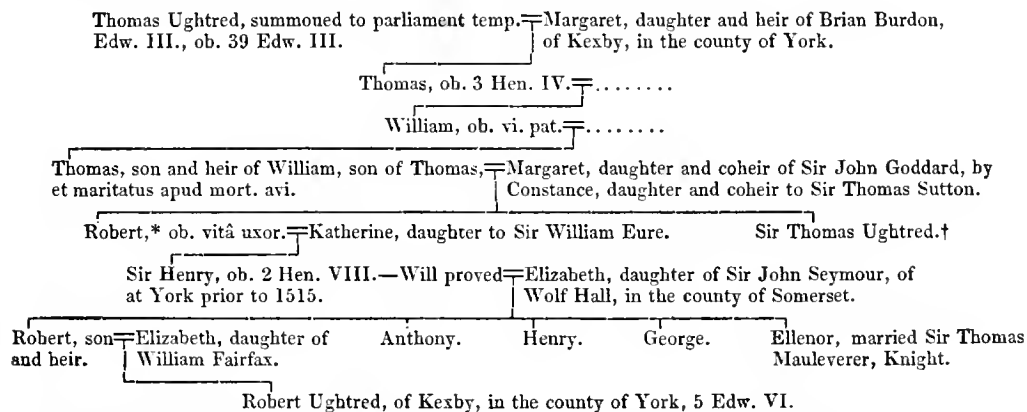 Thomas Ughtred, summoned to parliament temp. Margaret, daughter and heir of Brian Burdon,
Edw. III., ob. 39 Edw. III. of Kexby, in the county of York.
Thomas, ob. 3 Hen. IV. ........
William, ob. vi. pat. ........
Thomas, son and heir of William, son of Thomas, Margaret, daughter and coheir of Sir John Goddard, by
et maritatus apud mort. avi. Constance, daughter and coheir to Sir Thomas Sutton.
Robert,* ob. vitâ uxor. Katherine, daughter to Sir William Eure. Sir Thomas Ughtred.†
Sir Henry, ob. 2 Hen. VIII.—Will proved Elizabeth, daughter of Sir John Seymour, of
at York prior to 1515. Wolf Hall, in the county of Somerset.
Robert, son Elizabeth, daughter of Anthony. Henry. George. Ellenor, married Sir Thomas
and heir. William Fairfax. Mauleverer, Knight.
Robert Ughtred, of Kexby, in the county of York, 5 Edw. VI.